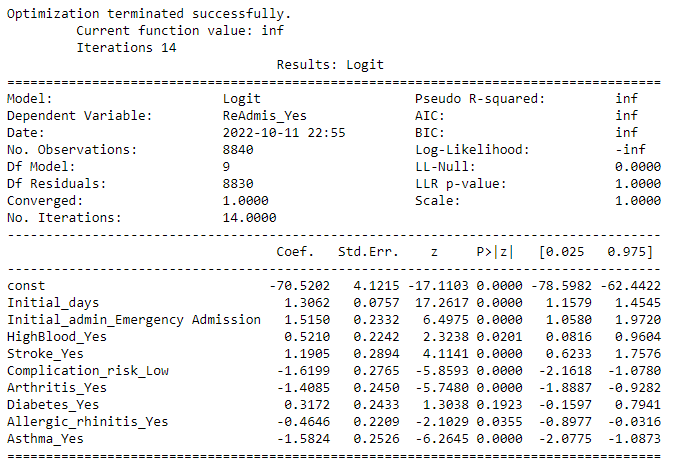 Optimization terminated successfully.
         Current function value: inf
         Iterations 14
                                  Results: Logit
=====================================================================================
Model:                      Logit                    Pseudo R-squared:         inf
Dependent Variable:         ReAdmis_Yes              AIC:                      inf
Date:                       2022-10-11 22:55         BIC:                      inf
No. Observations:           8840                     Log-Likelihood:           -inf
Df Model:                   9                        LL-Null:                  0.0000
Df Residuals:               8830                     LLR p-value:              1.0000
Converged:                  1.0000                   Scale:                    1.0000
No. Iterations:             14.0000
-------------------------------------------------------------------------------------
                                   Coef.   Std.Err.    z     P>|z|   [0.025   0.975]
-------------------------------------------------------------------------------------
const                             -70.5202   4.1215 -17.1103 0.0000 -78.5982 -62.4422
Initial_days                        1.3062   0.0757  17.2617 0.0000   1.1579   1.4545
Initial_admin_Emergency Admission   1.5150   0.2332   6.4975 0.0000   1.0580   1.9720
HighBlood_Yes                       0.5210   0.2242   2.3238 0.0201   0.0816   0.9604
Stroke_Yes                          1.1905   0.2894   4.1141 0.0000   0.6233   1.7576
Complication_risk_Low              -1.6199   0.2765  -5.8593 0.0000  -2.1618  -1.0780
Arthritis_Yes                      -1.4085   0.2450  -5.7480 0.0000  -1.8887  -0.9282
Diabetes_Yes                        0.3172   0.2433   1.3038 0.1923  -0.1597   0.7941
Allergic_rhinitis_Yes              -0.4646   0.2209  -2.1029 0.0355  -0.8977  -0.0316
Asthma_Yes                         -1.5824   0.2526  -6.2645 0.0000  -2.0775  -1.0873
=====================================================================================